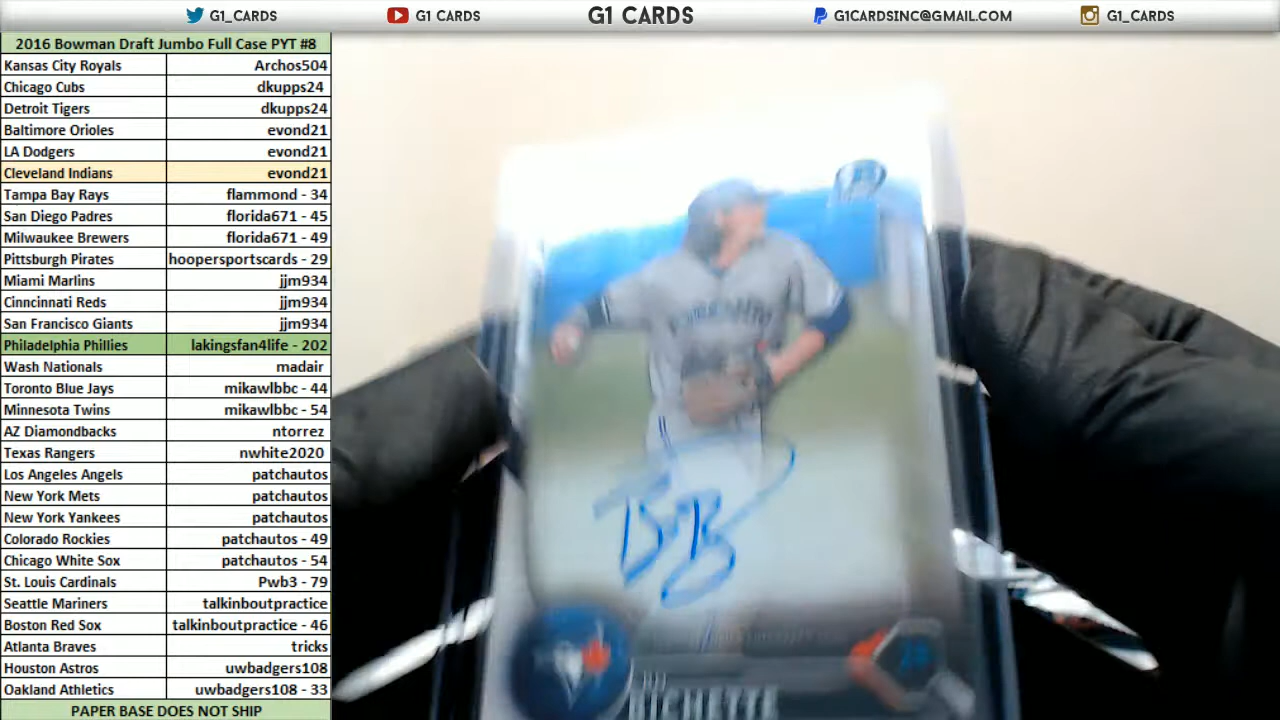 G1_CARDS
G1 CARDS
G1 CARDS
G1CARDSINC@GMAIL.COM
G1_CARDS
2016 Bowman Draft Jumbo Full Case PYT #8
Kansas City Royals Archos504
Chicago Cubs dkupps24
Detroit Tigers dkupps24
Baltimore Orioles evond21
LA Dodgers evond21
Cleveland Indians evond21
Tampa Bay Rays flammond - 34
San Diego Padres florida671 - 45
Milwaukee Brewers florida671 - 49
Pittsburgh Pirates hoopersportscards - 29
Miami Marlins jjm934
Cinncinnati Reds jjm934
San Francisco Giants jjm934
Philadelphia Phillies lakingsfan4life - 202
Wash Nationals madair
Toronto Blue Jays mikawlbbc - 44
Minnesota Twins mikawlbbc - 54
AZ Diamondbacks ntorrez
Texas Rangers nwhite2020
Los Angeles Angels patchautos
New York Mets patchautos
New York Yankees patchautos
Colorado Rockies patchautos - 49
Chicago White Sox patchautos - 54
St. Louis Cardinals Pwb3 - 79
Seattle Mariners talkinboutpractice
Boston Red Sox talkinboutpractice - 46
Atlanta Braves tricks
Houston Astros uwbadgers108
Oakland Athletics uwbadgers108 - 33
PAPER BASE DOES NOT SHIP
BICHETTE